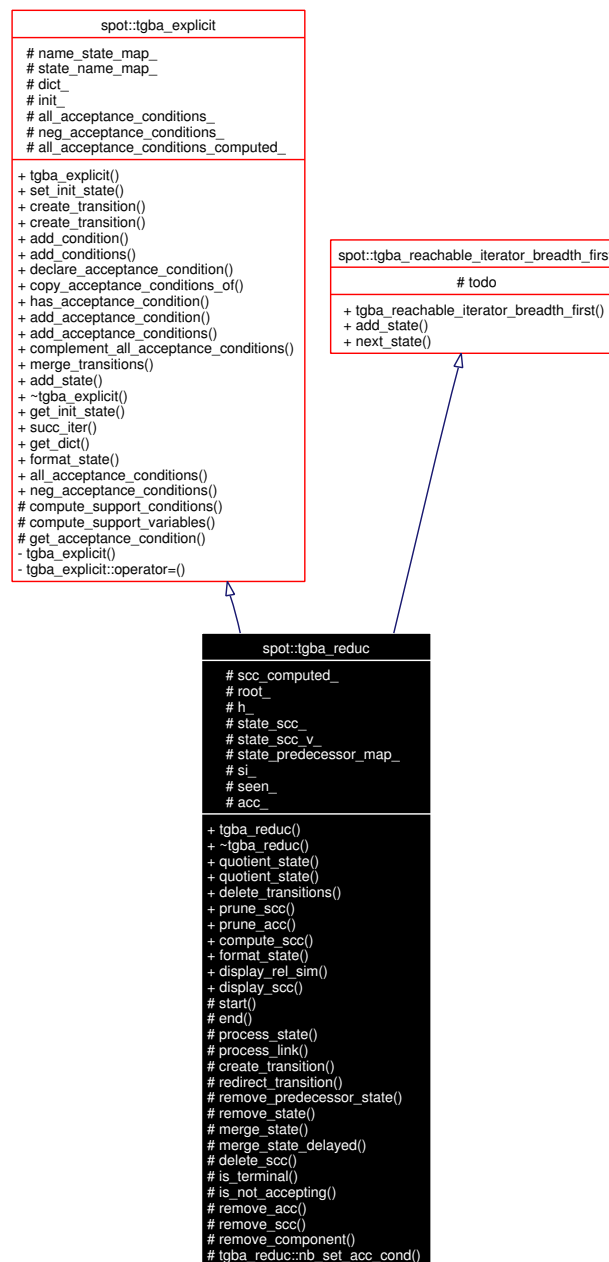 spot::tgba_explicit
# name_state_map_
# state_name_map_
# dict_
# init_
# all_acceptance_conditions_
# neg_acceptance_conditions_
# all_acceptance_conditions_computed_
+ tgba_explicit()
+ set_init_state()
+ create_transition()
+ create_transition()
+ add_condition()
+ add_conditions()
+ declare_acceptance_condition()
+ copy_acceptance_conditions_of()
+ has_acceptance_condition()
+ add_acceptance_condition()
+ add_acceptance_conditions()
+ complement_all_acceptance_conditions()
+ merge_transitions()
+ add_state()
+ ~tgba_explicit()
+ get_init_state()
+ succ_iter()
+ get_dict()
+ format_state()
+ all_acceptance_conditions()
+ neg_acceptance_conditions()
# compute_support_conditions()
# compute_support_variables()
# get_acceptance_condition()
- tgba_explicit()
- tgba_explicit::operator=()
spot::tgba_reachable_iterator_breadth_first
# todo
+ tgba_reachable_iterator_breadth_first()
+ add_state()
+ next_state()
spot::tgba_reduc
# scc_computed_
# root_
# h_
# state_scc_
# state_scc_v_
# state_predecessor_map_
# si_
# seen_
# acc_
+ tgba_reduc()
+ ~tgba_reduc()
+ quotient_state()
+ quotient_state()
+ delete_transitions()
+ prune_scc()
+ prune_acc()
+ compute_scc()
+ format_state()
+ display_rel_sim()
+ display_scc()
# start()
# end()
# process_state()
# process_link()
# create_transition()
# redirect_transition()
# remove_predecessor_state()
# remove_state()
# merge_state()
# merge_state_delayed()
# delete_scc()
# is_terminal()
# is_not_accepting()
# remove_acc()
# remove_scc()
# remove_component()
# tgba_reduc::nb_set_acc_cond()